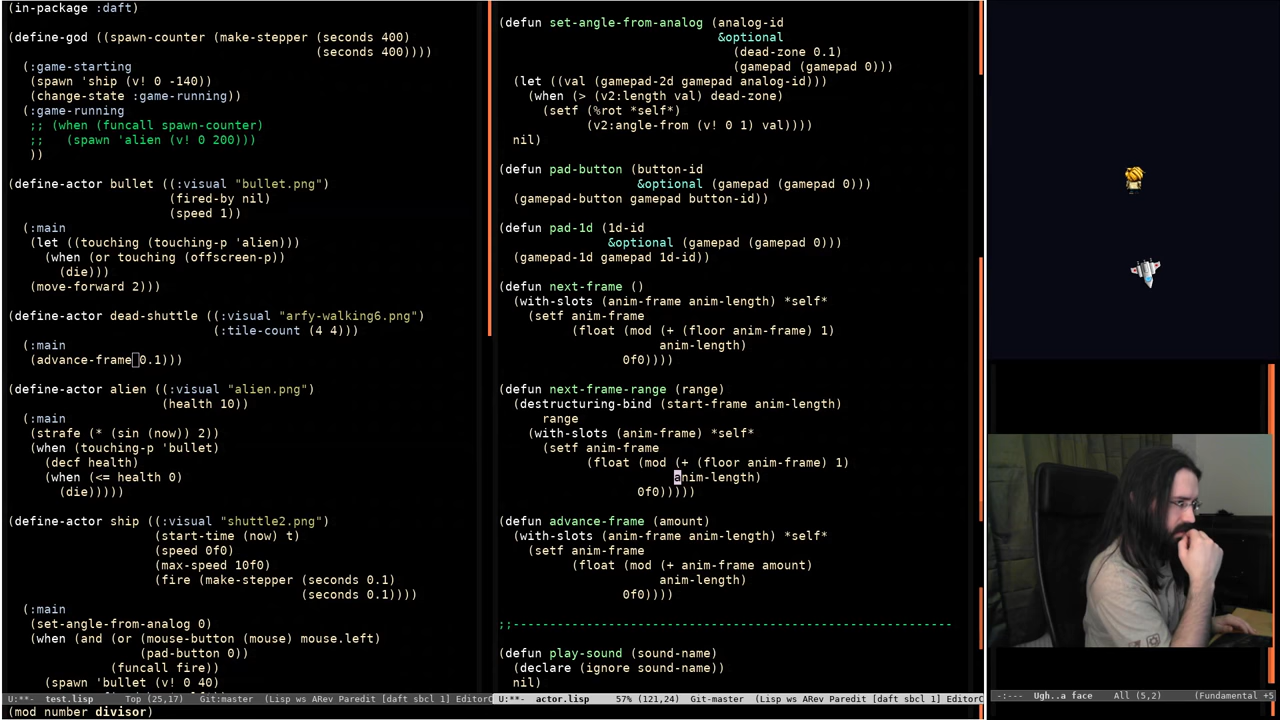 (in-package :daft)
(define-god ((spawn-counter (make-stepper (seconds 400)
(seconds 400))))
(:game-starting
(spawn 'ship (v! 0 -140))
(change-state :game-running))
(:game-running
;; (when (funcall spawn-counter)
;;   (spawn 'alien (v! 0 200)))
))
(define-actor bullet ((:visual "bullet.png")
(fired-by nil)
(speed 1))
(:main
(let ((touching (touching-p 'alien)))
(when (or touching (offscreen-p))
(die)))
(move-forward 2)))
(define-actor dead-shuttle ((:visual "arfy-walking6.png")
(:tile-count (4 4)))
(:main
(advance-frame 0.1)))
(define-actor alien ((:visual "alien.png")
(health 10))
(:main
(strafe (* (sin (now)) 2))
(when (touching-p 'bullet)
(decf health)
(when (<= health 0)
(die)))))
(define-actor ship ((:visual "shuttle2.png")
(start-time (now) t)
(speed 0f0)
(max-speed 10f0)
(fire (make-stepper (seconds 0.1)
(seconds 0.1))))
(:main
(set-angle-from-analog 0)
(when (and (or (mouse-button (mouse) mouse.left)
(pad-button 0))
(funcall fire))
(spawn 'bullet (v! 0 40)
U:**-  test.lisp      Top (25,17)   Git:master  (Lisp ws ARev Paredit [daft sbcl 1] EditorC
(mod number divisor)
(defun set-angle-from-analog (analog-id
&optional
(dead-zone 0.1)
(gamepad (gamepad 0)))
(let ((val (gamepad-2d gamepad analog-id)))
(when (> (v2:length val) dead-zone)
(setf (%rot *self*)
(v2:angle-from (v! 0 1) val))))
nil)
(defun pad-button (button-id
&optional (gamepad (gamepad 0)))
(gamepad-button gamepad button-id))
(defun pad-1d (1d-id
&optional (gamepad (gamepad 0)))
(gamepad-1d gamepad 1d-id))
(defun next-frame ()
(with-slots (anim-frame anim-length) *self*
(setf anim-frame
(float (mod (+ (floor anim-frame) 1)
anim-length)
0f0))))
(defun next-frame-range (range)
(destructuring-bind (start-frame anim-length)
range
(with-slots (anim-frame) *self*
(setf anim-frame
(float (mod (+ (floor anim-frame) 1)
anim-length)
0f0)))))
(defun advance-frame (amount)
(with-slots (anim-frame anim-length) *self*
(setf anim-frame
(float (mod (+ anim-frame amount)
anim-length)
0f0))))
;;------------------------------------------------------------
(defun play-sound (sound-name)
(declare (ignore sound-name))
nil)
U:**-  actor.lisp     57% (121,24)  Git-master  (Lisp ws ARev Paredit [daft sbcl 1] EditorC
-:---  Ugh..a face    All (5,2)     (Fundamental +5